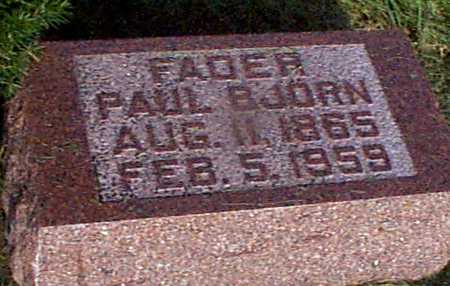 FADER
PAUL BJORN
AUG. 11, 1865
FEB. 5, 1959